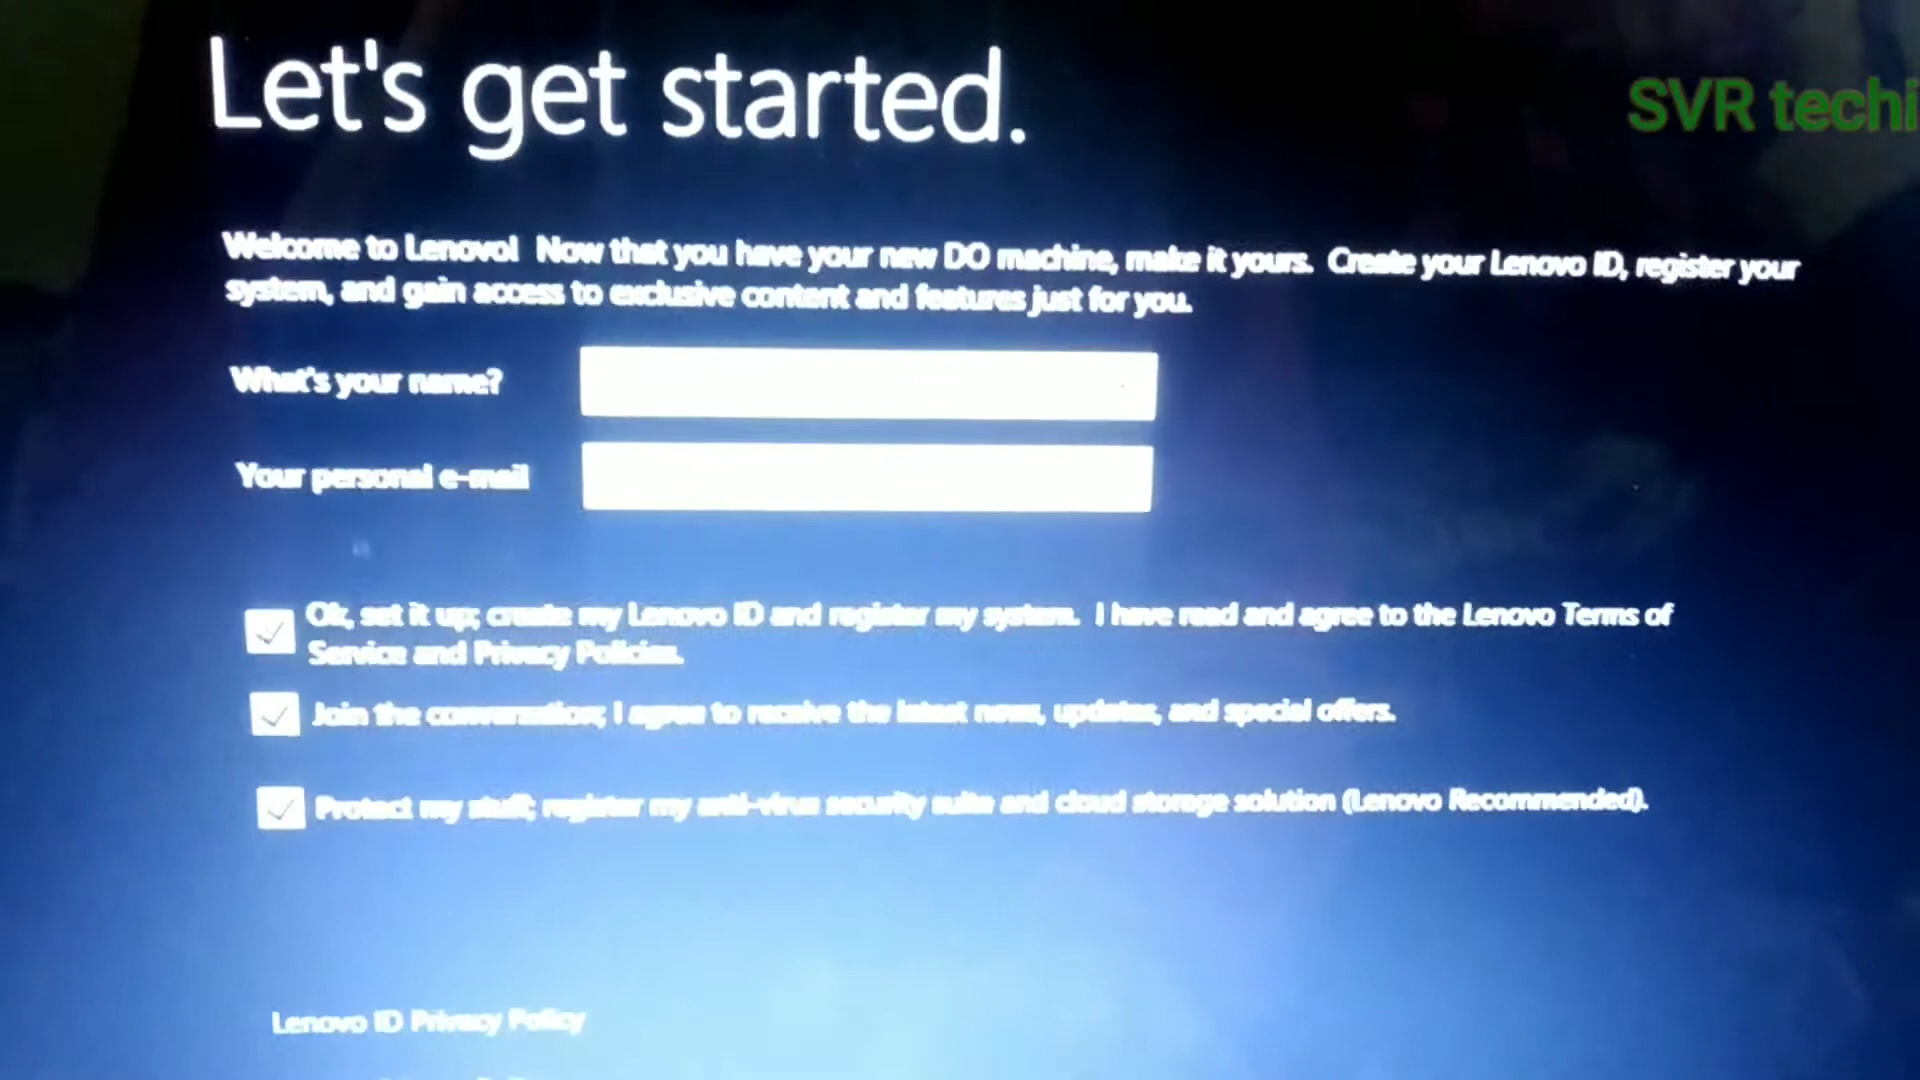 Let's get started.
SVR techi
Welcome to Lenovo! Now that you have your new DO machine, make it yours. Create your Lenovo ID, register your
system, and gain access to exclusive content and features just for you.
What's your name?
Your personal e-mail
Ok, set it up; create my Lenovo ID and register my system. I have read and agree to the Lenovo Terms of
Service and Privacy Policies.
Join the conversation; I agree to receive the latest news, updates, and special offers.
Protect my stuff; register my anti-virus security suite and cloud storage solution (Lenovo Recommended).
Lenovo ID Privacy Policy